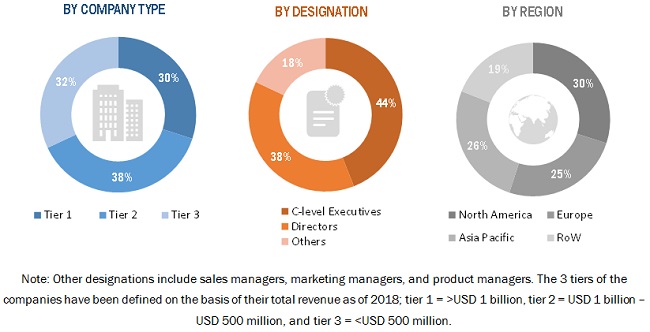 BY COMPANY TYPE
30%
38%
32%
Tier 1 Tier 2 Tier 3
BY DESIGNATION
44%
38%
18%
C-level Executives
Directors
Others
BY REGION
30%
25%
26%
19%
North America Europe
Asia Pacific RoW
Note: Other designations include sales managers, marketing managers, and product managers. The 3 tiers of the
companies have been defined on the basis of their total revenue as of 2018; tier 1 = >USD 1 billion, tier 2 = USD 1 billion –
USD 500 million, and tier 3 = <USD 500 million.